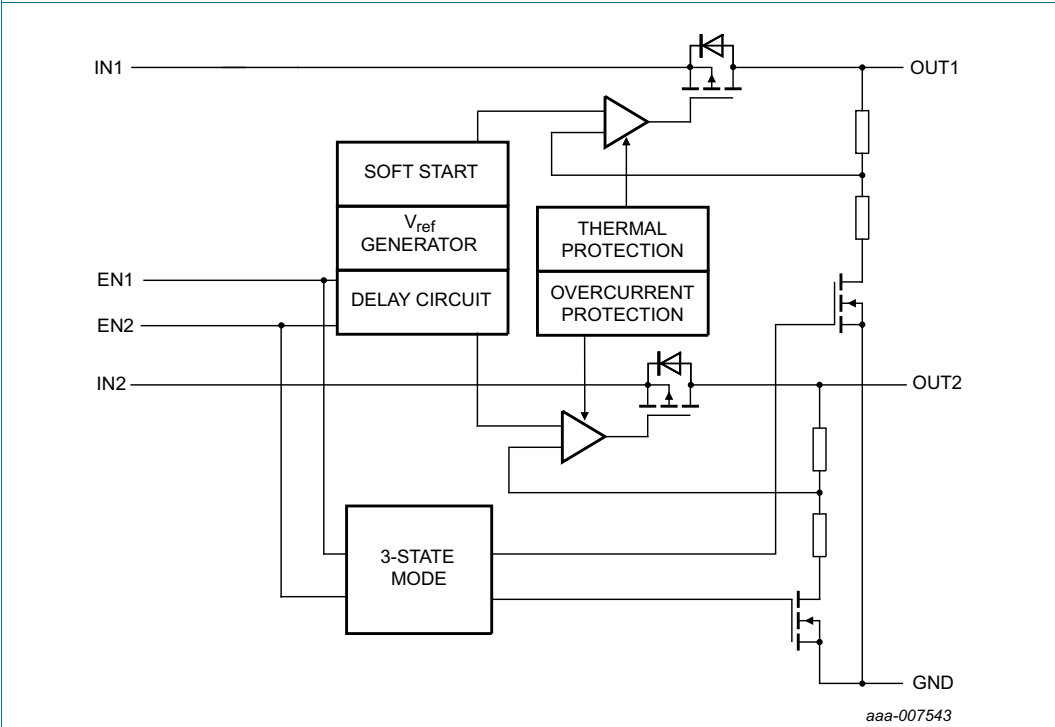 IN1
OUT1
SOFT START
Vref
GENERATOR
THERMAL
PROTECTION
EN1
DELAY CIRCUIT
OVERCURRENT
PROTECTION
EN2
IN2
OUT2
3-STATE
MODE
GND
aaa-007543